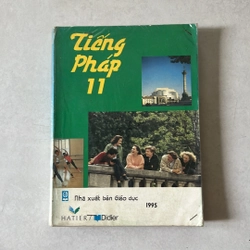 Tiếng
Pháp
11
Nhà xuất bản Giáo dục
1995
HATIER / Didier